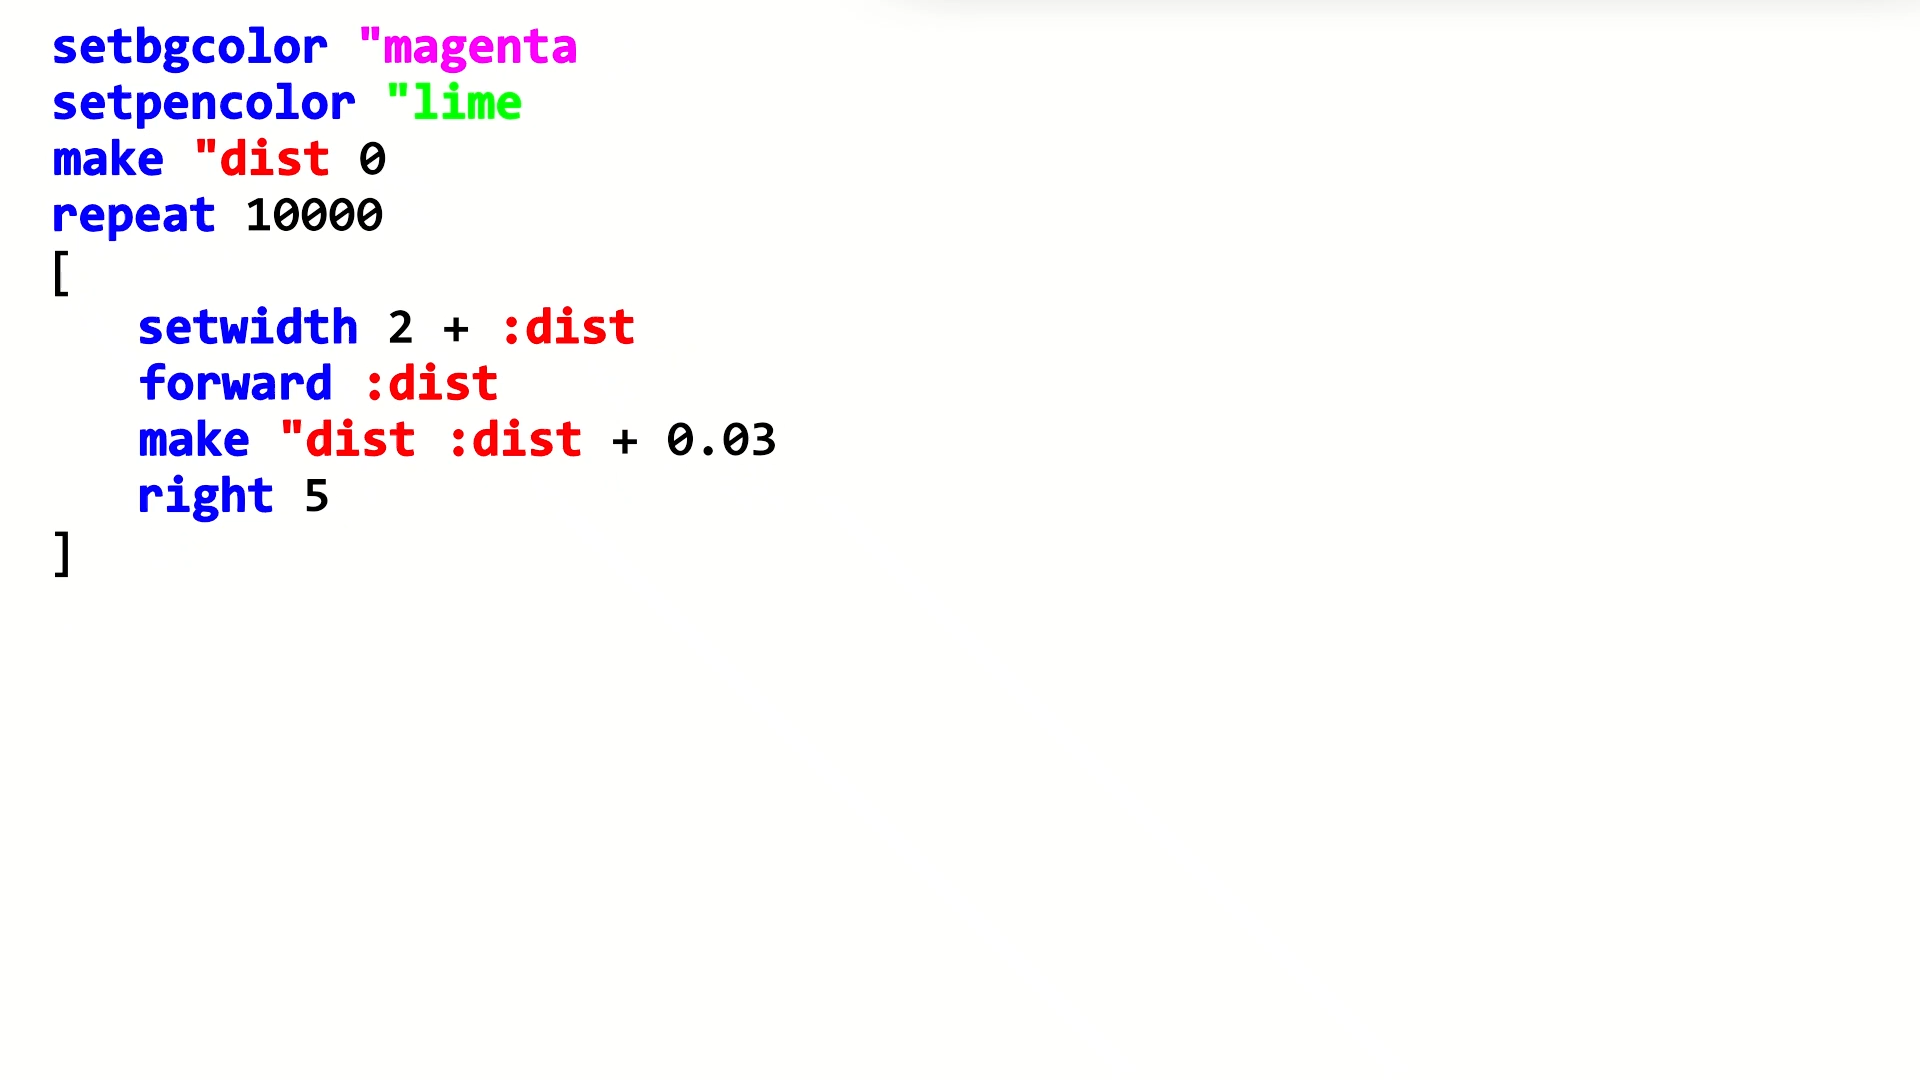 setbgcolor "magenta
setpencolor "lime
make "dist 0
repeat 10000
[
setwidth 2 + :dist
forward :dist
make "dist :dist + 0.03
right 5
]